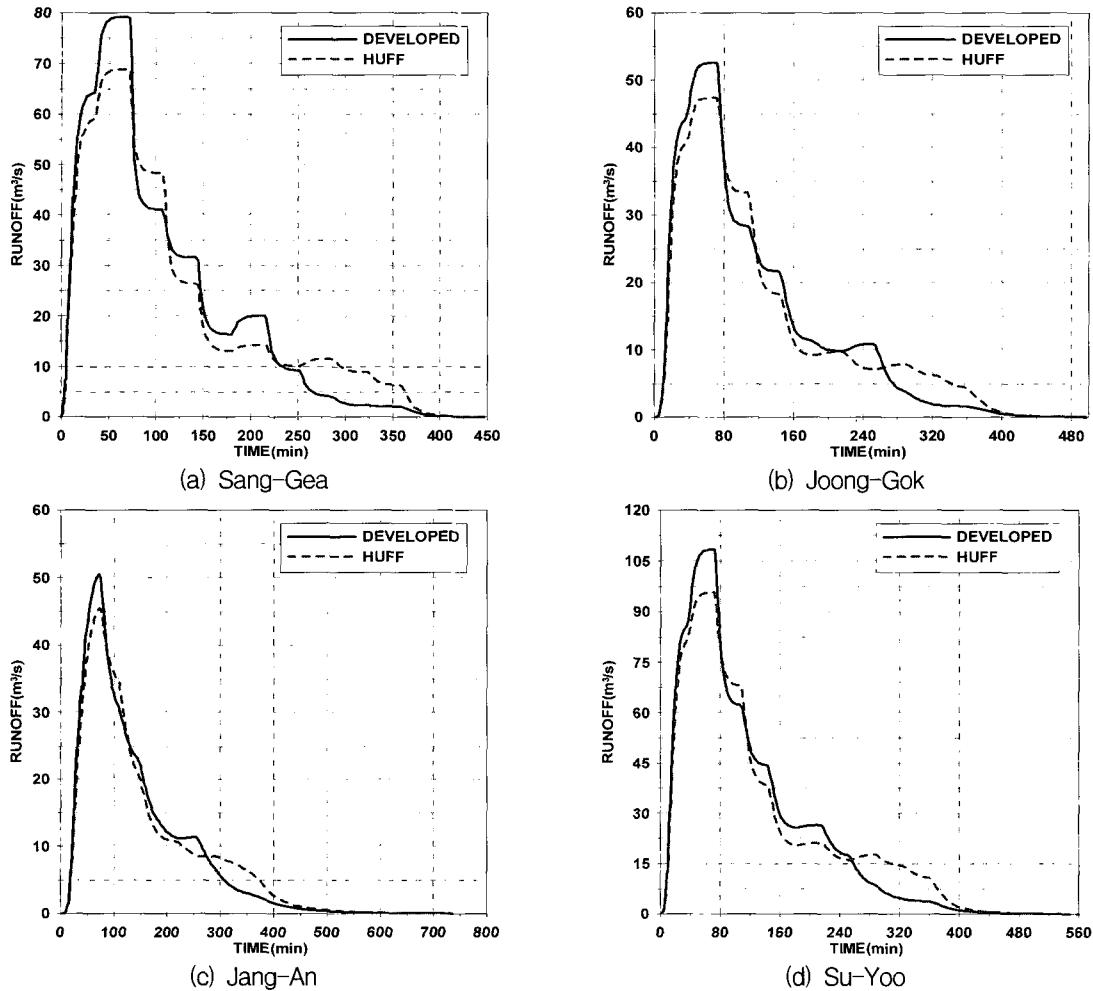 80
70
60
50
40
30
20
10
0
RUNOFF(m³/s)
DEVELOPED
HUFF
0 50 100 150 200 250 300 350 400 450
TIME(min)
(a) Sang-Gea
60
50
40
30
20
10
0
RUNOFF(m³/s)
DEVELOPED
HUFF
0 80 160 240 320 400 480
TIME(min)
(b) Joong-Gok
60
50
40
30
20
10
0
RUNOFF(m³/s)
DEVELOPED
HUFF
0 100 200 300 400 500 600 700 800
TIME(min)
(c) Jang-An
120
105
90
75
60
45
30
15
0
RUNOFF(m³/s)
DEVELOPED
HUFF
0 80 160 240 320 400 480 560
TIME(min)
(d) Su-Yoo